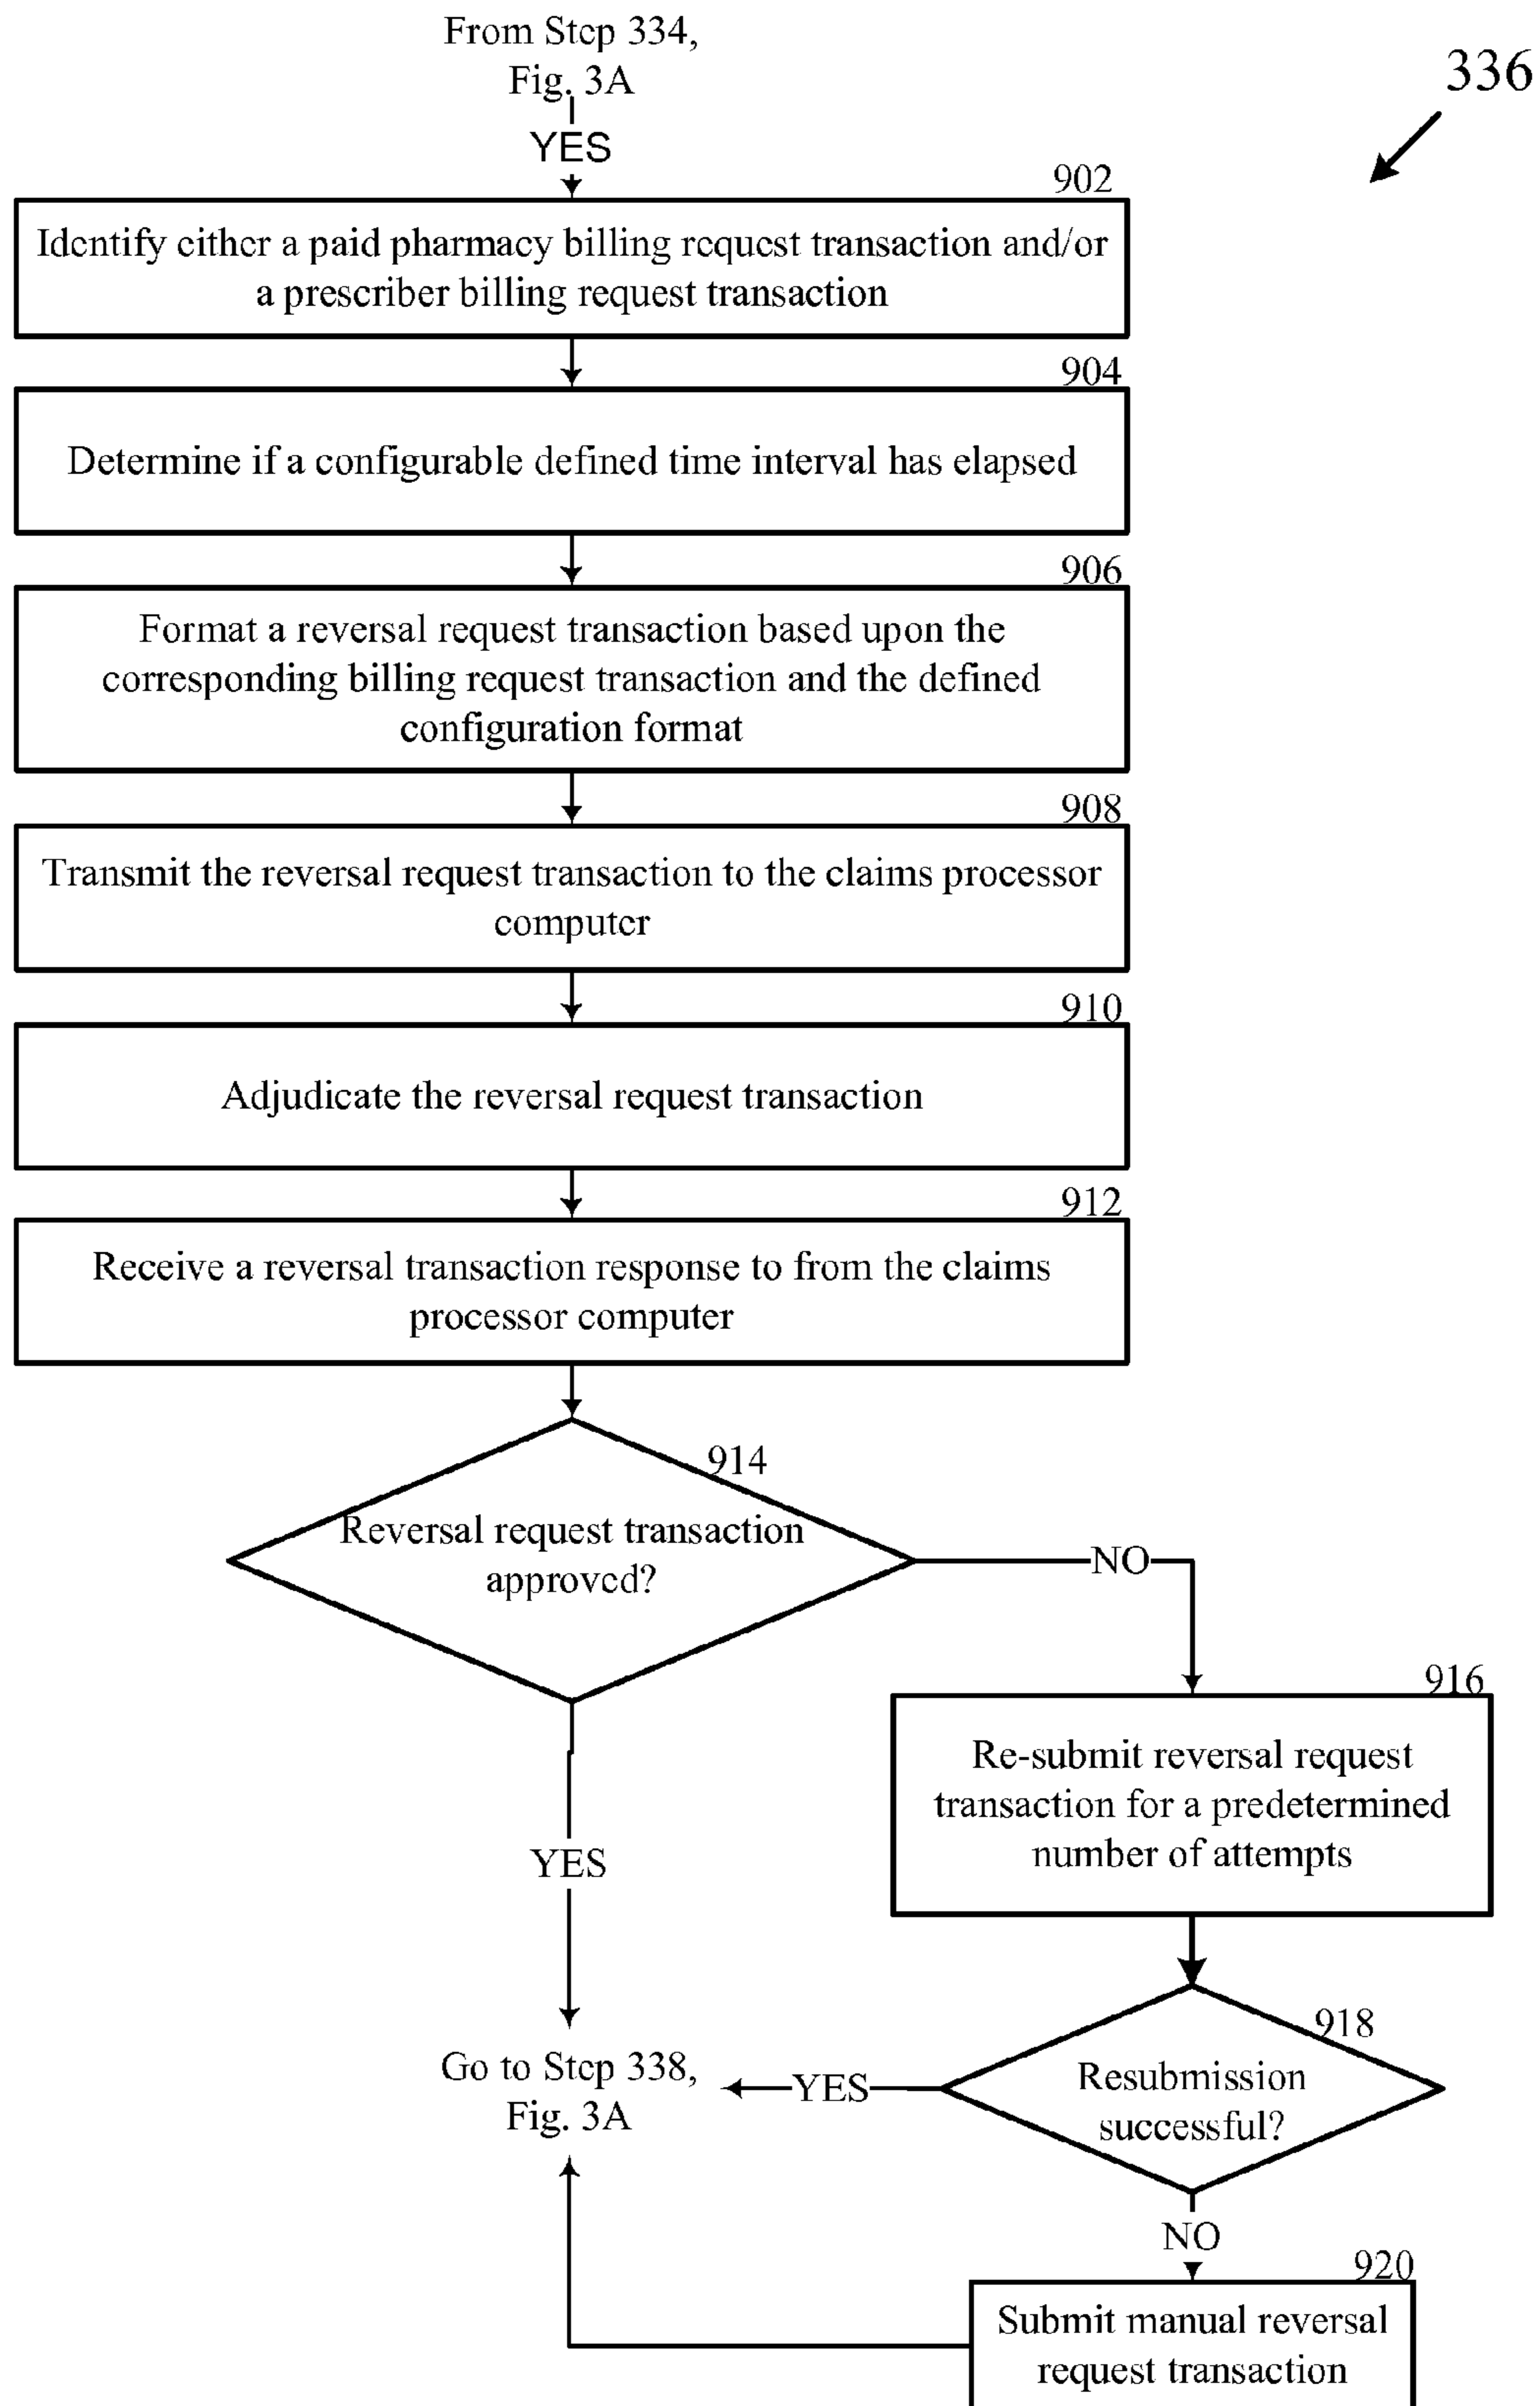 From Step 334,
Fig. 3A
336
YES
902
Identify either a paid pharmacy billing request transaction and/or
a prescriber billing request transaction
904
Determine if a configurable defined time interval has elapsed
906
Format a reversal request transaction based upon the
corresponding billing request transaction and the defined
configuration format
908
Transmit the reversal request transaction to the claims processor
computer
910
Adjudicate the reversal request transaction
912
Receive a reversal transaction response to from the claims
processor computer
914
Reversal request transaction
approved?
NO
916
Re-submit reversal request
transaction for a predetermined
number of attempts
YES
918
Resubmission
successful?
YES
Go to Step 338,
Fig. 3A
NO
920
Submit manual reversal
request transaction